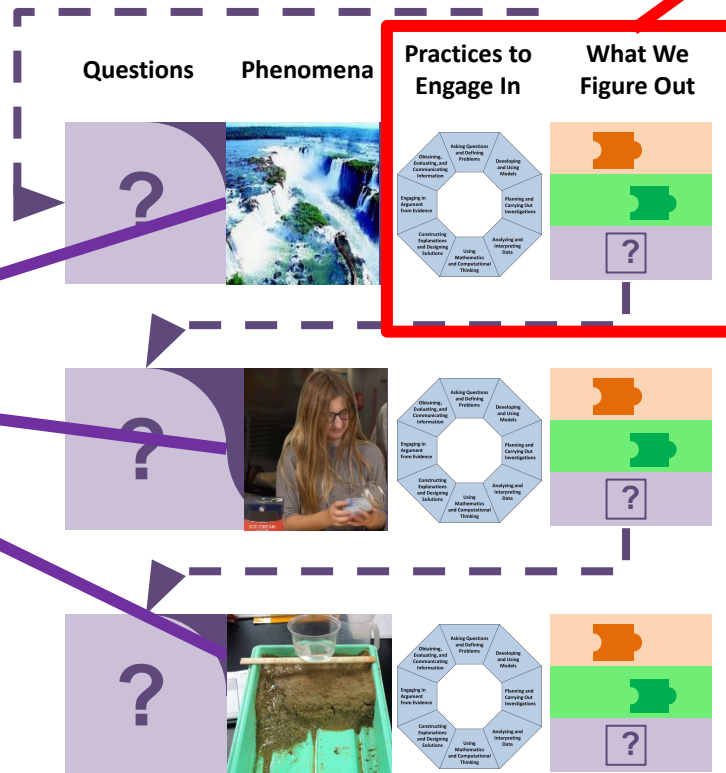 Questions
Phenomena
Practices to
Engage In
What We
Figure Out
?
Asking Questions
and Defining
Problems
Developing
and Using
Models
Planning and
Carrying Out
Investigations
Analyzing and
Interpreting
Data
Using
Mathematics
and Computational
Thinking
Constructing
Explanations
and Designing
Solutions
Engaging in
Argument
from Evidence
Obtaining,
Evaluating, and
Communicating
Information
?
?
ICE CREAM
Asking Questions
and Defining
Problems
Developing
and Using
Models
Planning and
Carrying Out
Investigations
Analyzing and
Interpreting
Data
Using
Mathematics
and Computational
Thinking
Constructing
Explanations
and Designing
Solutions
Engaging in
Argument
from Evidence
Obtaining,
Evaluating, and
Communicating
Information
?
?
Asking Questions
and Defining
Problems
Developing
and Using
Models
Planning and
Carrying Out
Investigations
Analyzing and
Interpreting
Data
Using
Mathematics
and Computational
Thinking
Constructing
Explanations
and Designing
Solutions
Engaging in
Argument
from Evidence
Obtaining,
Evaluating, and
Communicating
Information
?